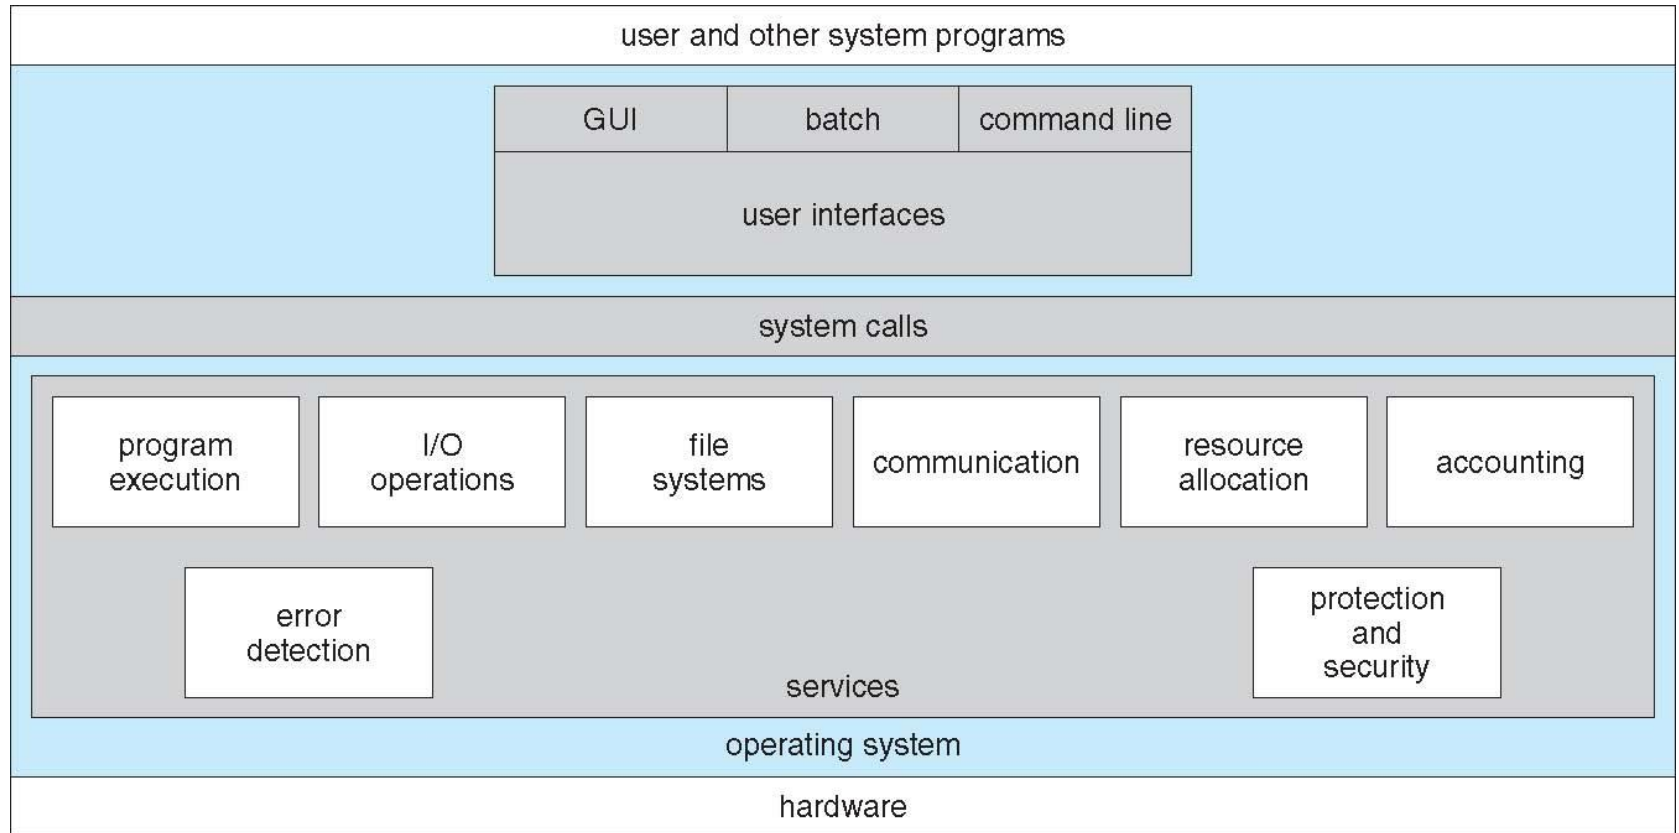 user and other system programs
GUI
batch
command line
user interfaces
system calls
program
execution
I/O
operations
file
systems
communication
resource
allocation
accounting
error
detection
protection
and
security
services
operating system
hardware